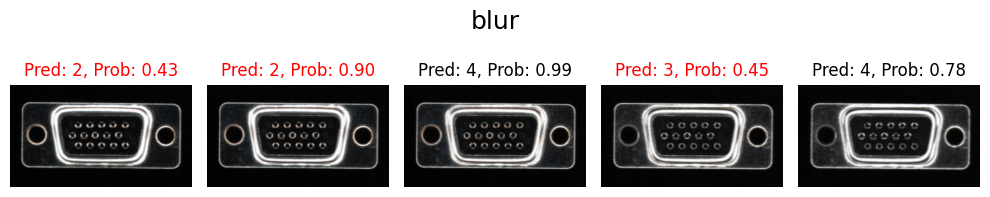 blur
Pred: 2, Prob: 0.43
Pred: 2, Prob: 0.90
Pred: 4, Prob: 0.99
Pred: 3, Prob: 0.45
Pred: 4, Prob: 0.78